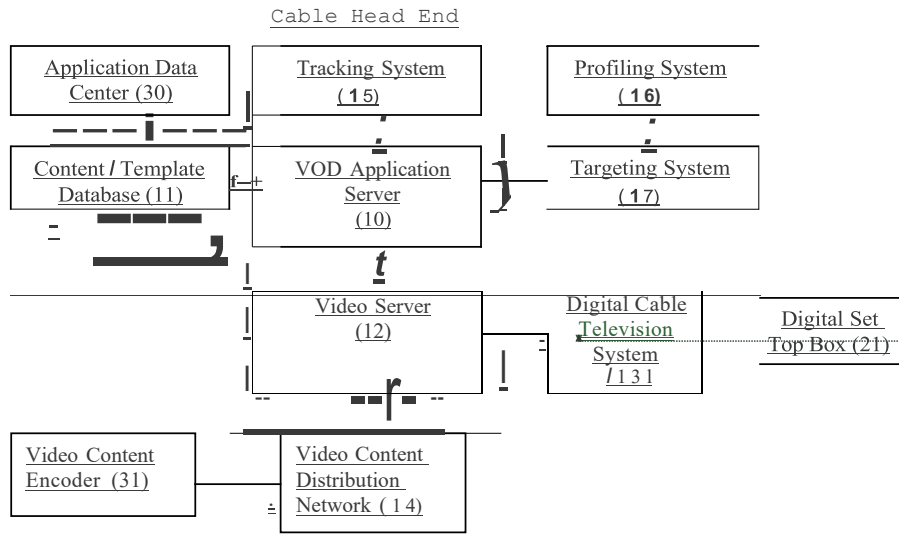 Cable Head End
Application Data
Center (30)
Tracking System
(15)
Profiling System
(16)
Content / Template
Database (11)
VOD Application
Server
(10)
Targeting System
(17)
Video Server
(12)
Digital Cable
Television
System
/13l
Digital Set
Top Box (21)
Video Content
Encoder (31)
Video Content
Distribution
Network (14)